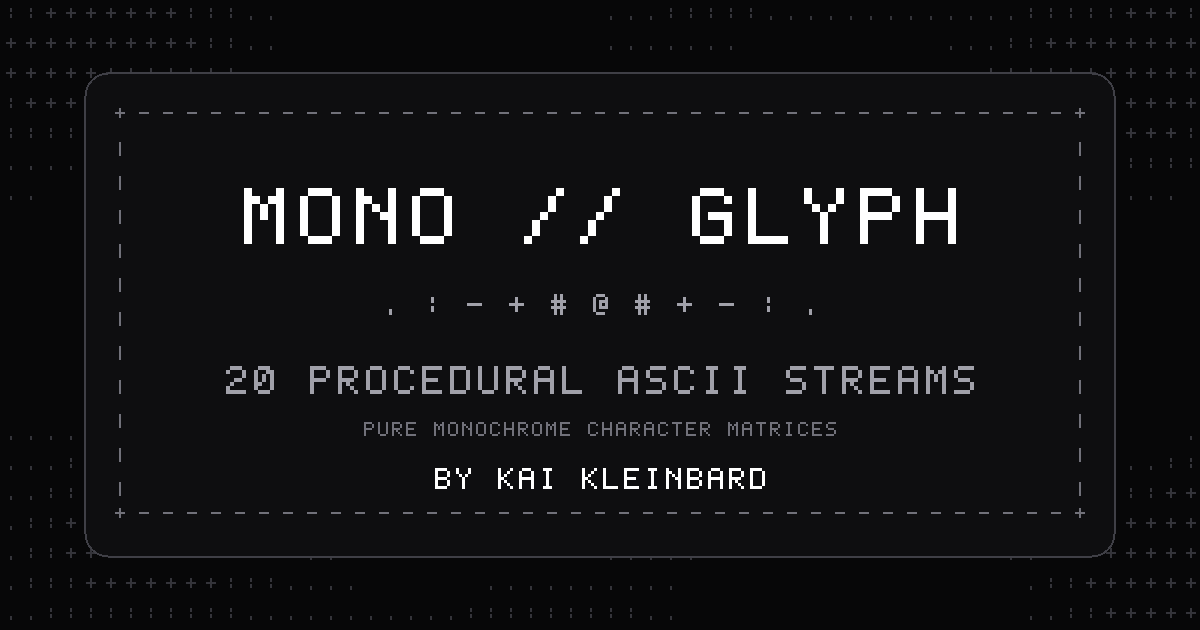 MONO // GLYPH
. : - + # @ # + - : .
20 PROCEDURAL ASCII STREAMS
PURE MONOCHROME CHARACTER MATRICES
BY KAI KLEINBARD